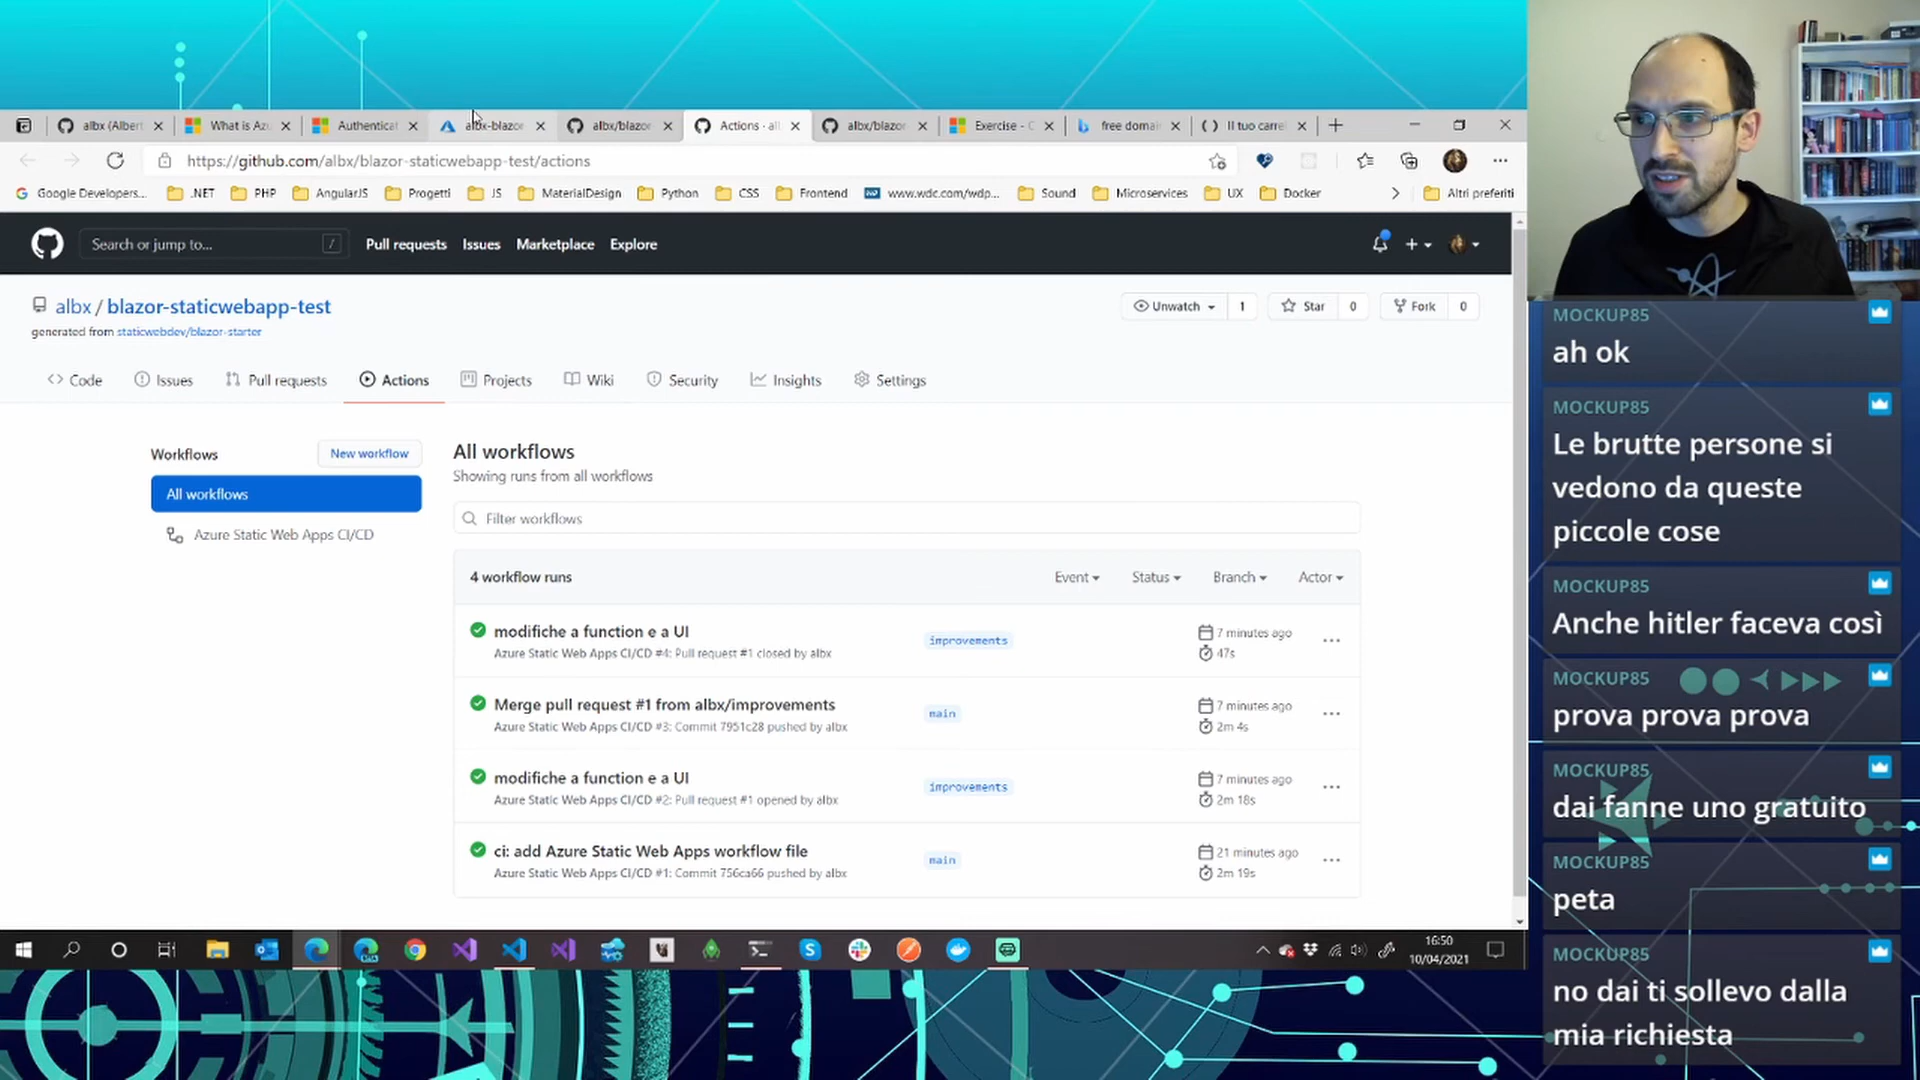 albx (Albert
What is Az
Authenticat
albx-blazor
albx/blazor
Actions · al
albx/blazor
Exercise - C
free domai
Il tuo carre
https://github.com/albx/blazor-staticwebapp-test/actions
Google Developers...
.NET
PHP
AngularJS
Progetti
JS
MaterialDesign
Python
CSS
Frontend
www.wdc.com/wdp...
Sound
Microservices
UX
Docker
Altri preferiti
Search or jump to...
/
Pull requests
Issues
Marketplace
Explore
albx / blazor-staticwebapp-test
generated from staticwebdev/blazor-starter
Unwatch
1
Star
0
Fork
0
Code
Issues
Pull requests
Actions
Projects
Wiki
Security
Insights
Settings
Workflows
New workflow
All workflows
Azure Static Web Apps CI/CD
All workflows
Showing runs from all workflows
Filter workflows
4 workflow runs
Event
Status
Branch
Actor
modifiche a function e a UI
Azure Static Web Apps CI/CD #4: Pull request #1 closed by albx
improvements
7 minutes ago
47s
Merge pull request #1 from albx/improvements
Azure Static Web Apps CI/CD #3: Commit 7951c28 pushed by albx
main
7 minutes ago
2m 4s
modifiche a function e a UI
Azure Static Web Apps CI/CD #2: Pull request #1 opened by albx
improvements
7 minutes ago
2m 18s
ci: add Azure Static Web Apps workflow file
Azure Static Web Apps CI/CD #1: Commit 756ca66 pushed by albx
main
21 minutes ago
2m 19s
16:50
10/04/2021
MOCKUP85
ah ok
MOCKUP85
Le brutte persone si
vedono da queste
piccole cose
MOCKUP85
Anche hitler faceva così
MOCKUP85
prova prova prova
MOCKUP85
dai fanne uno gratuito
MOCKUP85
peta
MOCKUP85
no dai ti sollevo dalla
mia richiesta